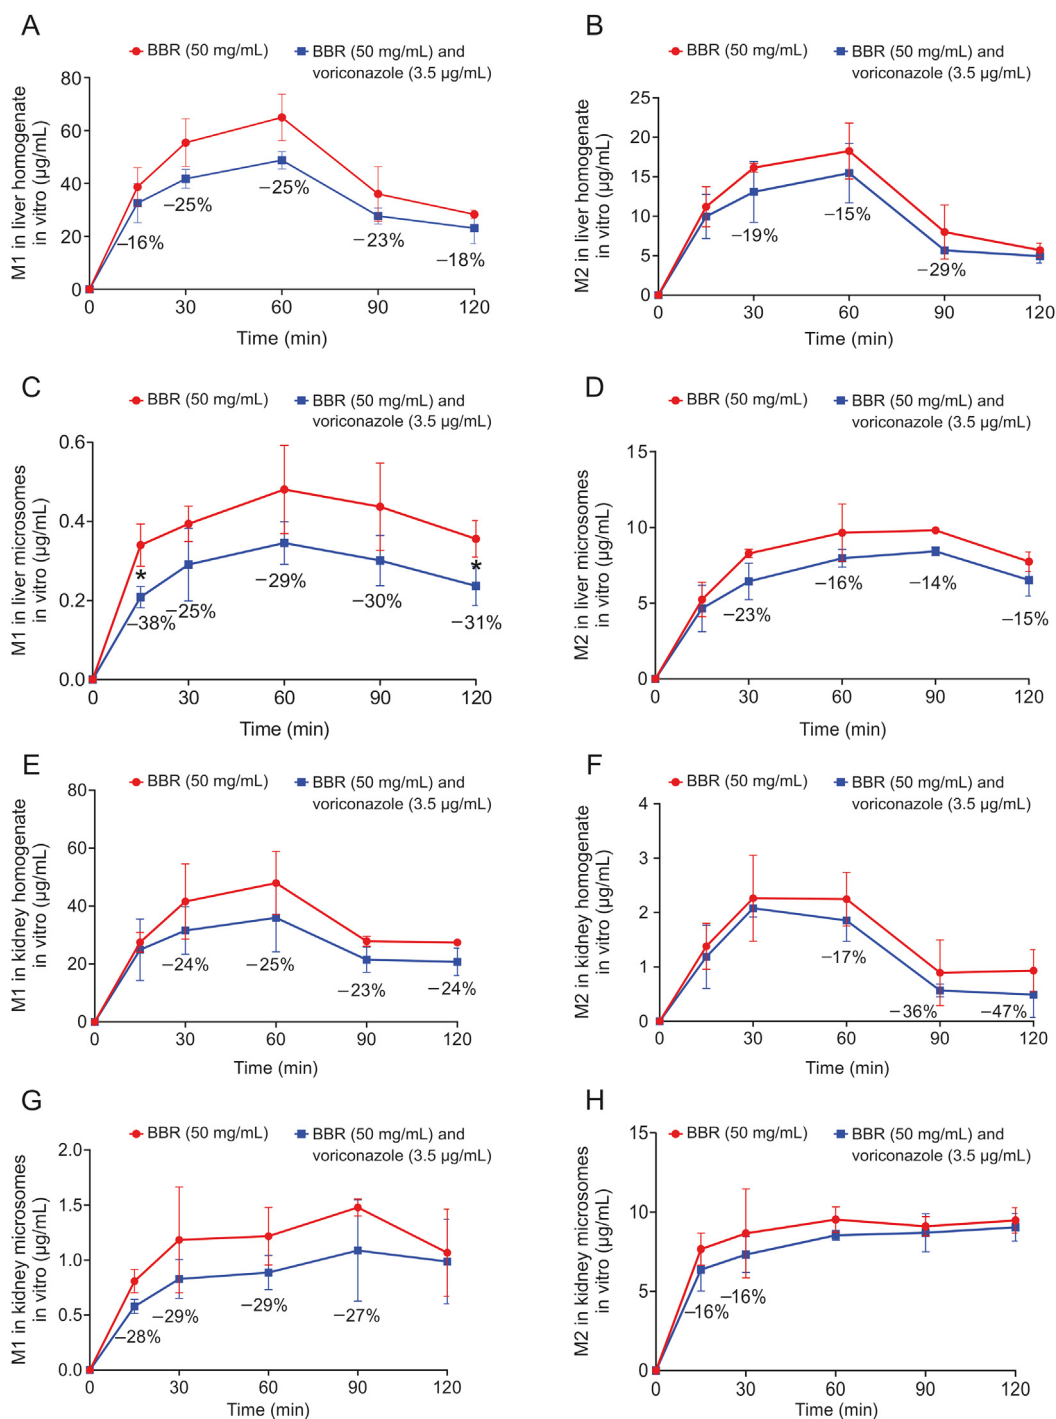 A
BBR (50 mg/mL)
BBR (50 mg/mL) and
voriconazole (3.5 µg/mL)
M1 in liver homogenate
in vitro (µg/mL)
80
60
40
20
0
−16%
−25%
−25%
−23%
−18%
0 30 60 90 120
Time (min)
B
BBR (50 mg/mL)
BBR (50 mg/mL) and
voriconazole (3.5 µg/mL)
M2 in liver homogenate
in vitro (µg/mL)
25
20
15
10
5
0
−19%
−15%
−29%
0 30 60 90 120
Time (min)
C
BBR (50 mg/mL)
BBR (50 mg/mL) and
voriconazole (3.5 µg/mL)
M1 in liver microsomes
in vitro (µg/mL)
0.6
0.4
0.2
0.0
*
*
−38%
−25%
−29%
−30%
−31%
0 30 60 90 120
Time (min)
D
BBR (50 mg/mL)
BBR (50 mg/mL) and
voriconazole (3.5 µg/mL)
M2 in liver microsomes
in vitro (µg/mL)
15
10
5
0
−23%
−16%
−14%
−15%
0 30 60 90 120
Time (min)
E
BBR (50 mg/mL)
BBR (50 mg/mL) and
voriconazole (3.5 µg/mL)
M1 in kidney homogenate
in vitro (µg/mL)
80
60
40
20
0
−24%
−25%
−23%
−24%
0 30 60 90 120
Time (min)
F
BBR (50 mg/mL)
BBR (50 mg/mL) and
voriconazole (3.5 µg/mL)
M2 in kidney homogenate
in vitro (µg/mL)
4
3
2
1
0
−17%
−36%
−47%
0 30 60 90 120
Time (min)
G
BBR (50 mg/mL)
BBR (50 mg/mL) and
voriconazole (3.5 µg/mL)
M1 in kidney microsomes
in vitro (µg/mL)
2.0
1.5
1.0
0.5
0.0
−28%
−29%
−29%
−27%
0 30 60 90 120
Time (min)
H
BBR (50 mg/mL)
BBR (50 mg/mL) and
voriconazole (3.5 µg/mL)
M2 in kidney microsomes
in vitro (µg/mL)
15
10
5
0
−16%
−16%
0 30 60 90 120
Time (min)